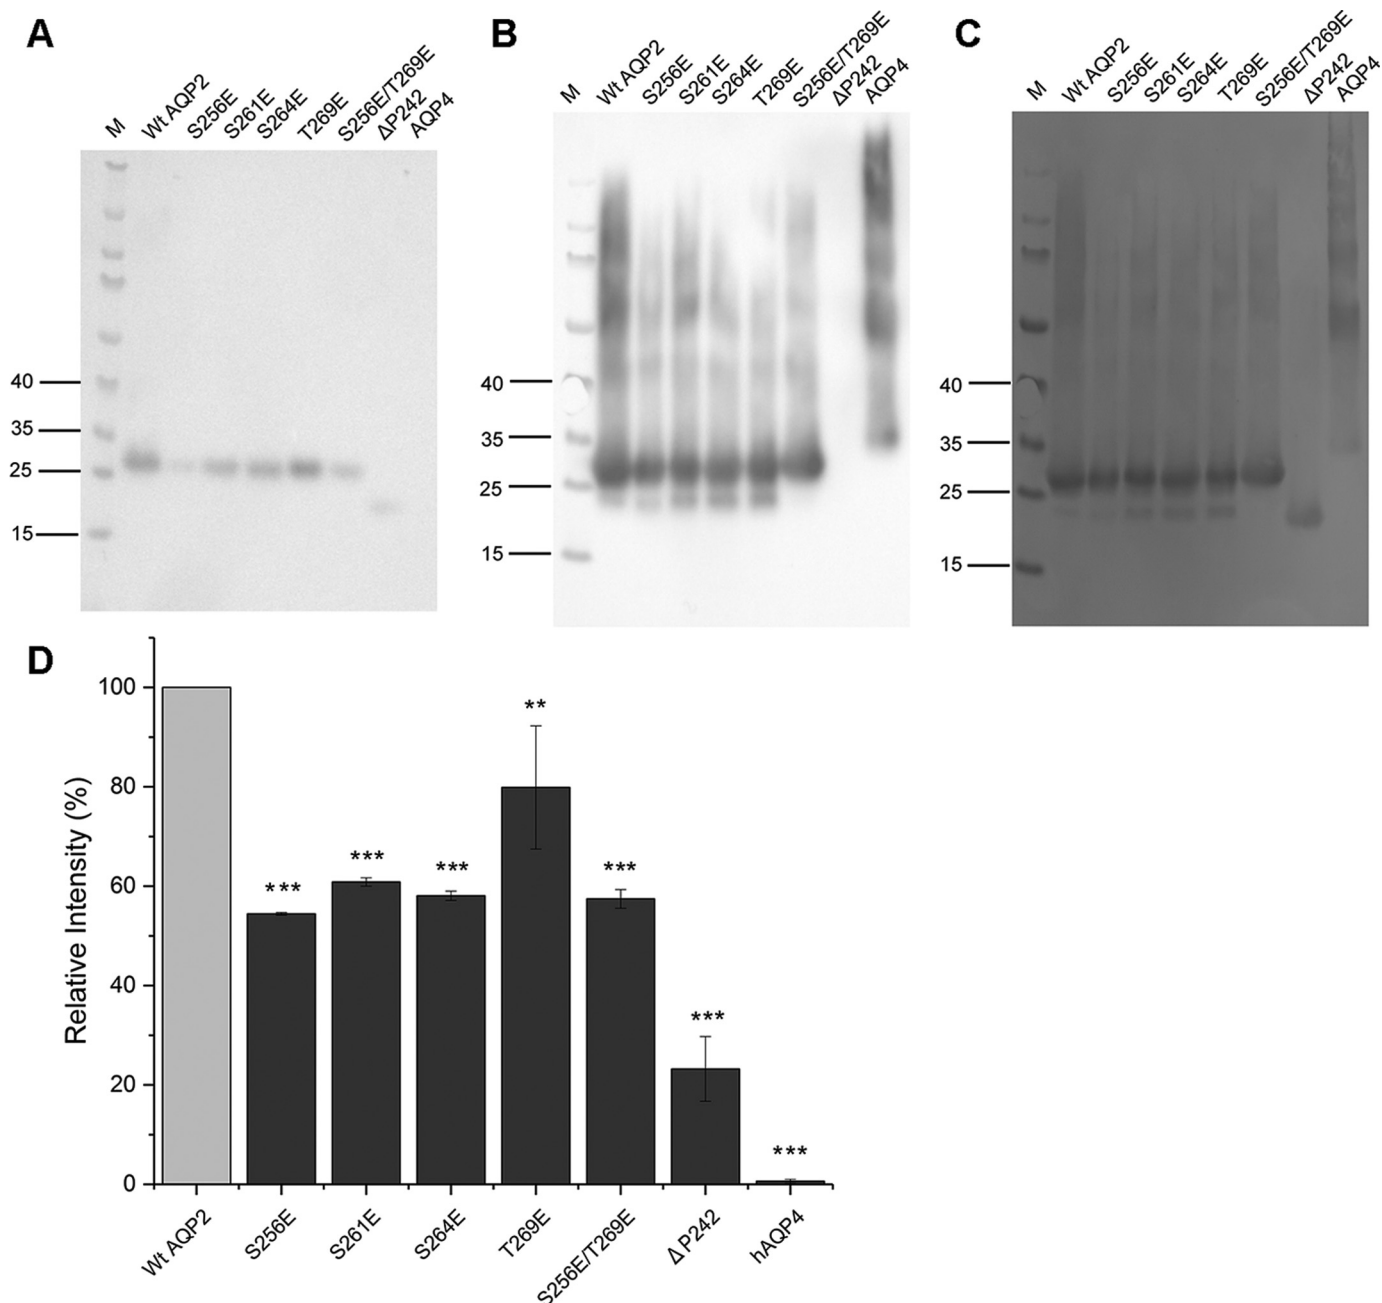 A
M
Wt AQP2
S256E
S261E
S264E
T269E
S256E/T269E
ΔP242
AQP4
40
35
25
15
B
M
Wt AQP2
S256E
S261E
S264E
T269E
S256E/T269E
ΔP242
AQP4
40
35
25
15
C
M
Wt AQP2
S256E
S261E
S264E
T269E
S256E/T269E
ΔP242
AQP4
40
35
25
15
D
Relative Intensity (%)
100
80
60
40
20
0
***
***
***
**
***
***
***
Wt AQP2
S256E
S261E
S264E
T269E
S256E/T269E
ΔP242
hAQP4